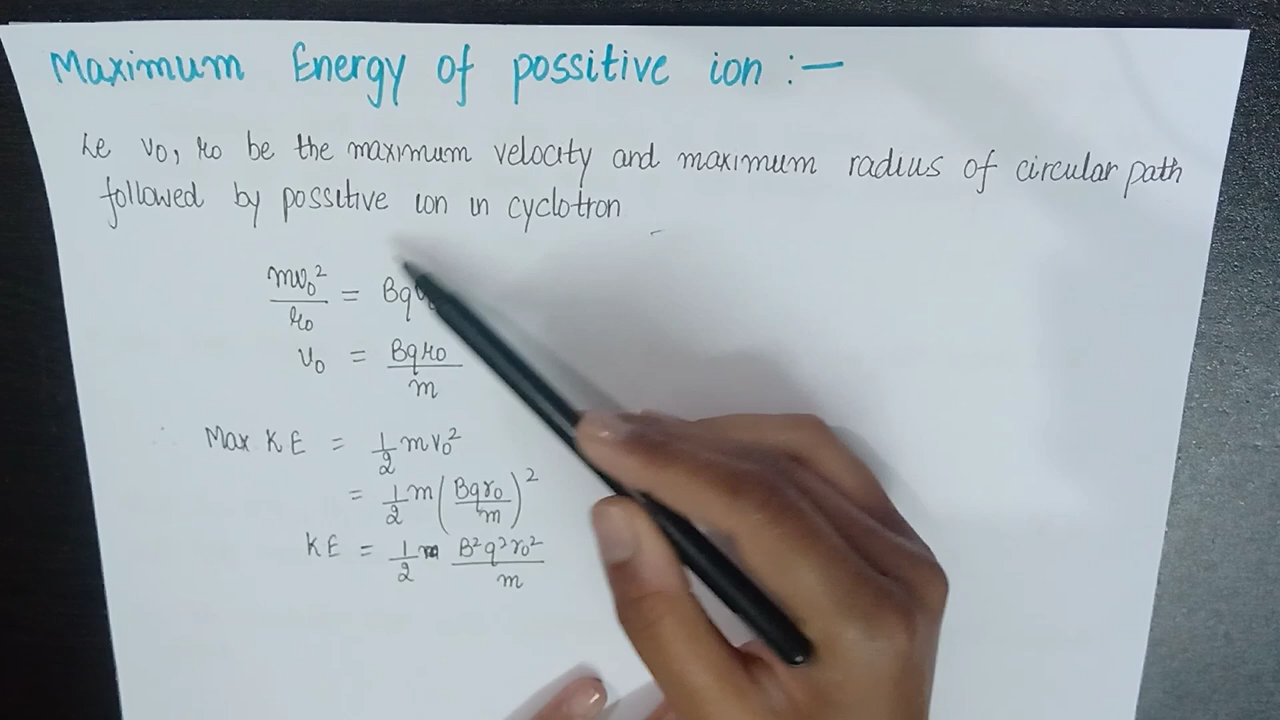 Maximum Energy of possitive ion :-
Le v₀, r₀ be the maximum velocity and maximum radius of circular path
followed by possitive ion in cyclotron
mv₀²/r₀ = Bq
v₀ = Bqr₀/m
Max KE = 1/2 mv₀²
= 1/2 m(Bqr₀/m)²
KE = 1/2 B²q²r₀²/m